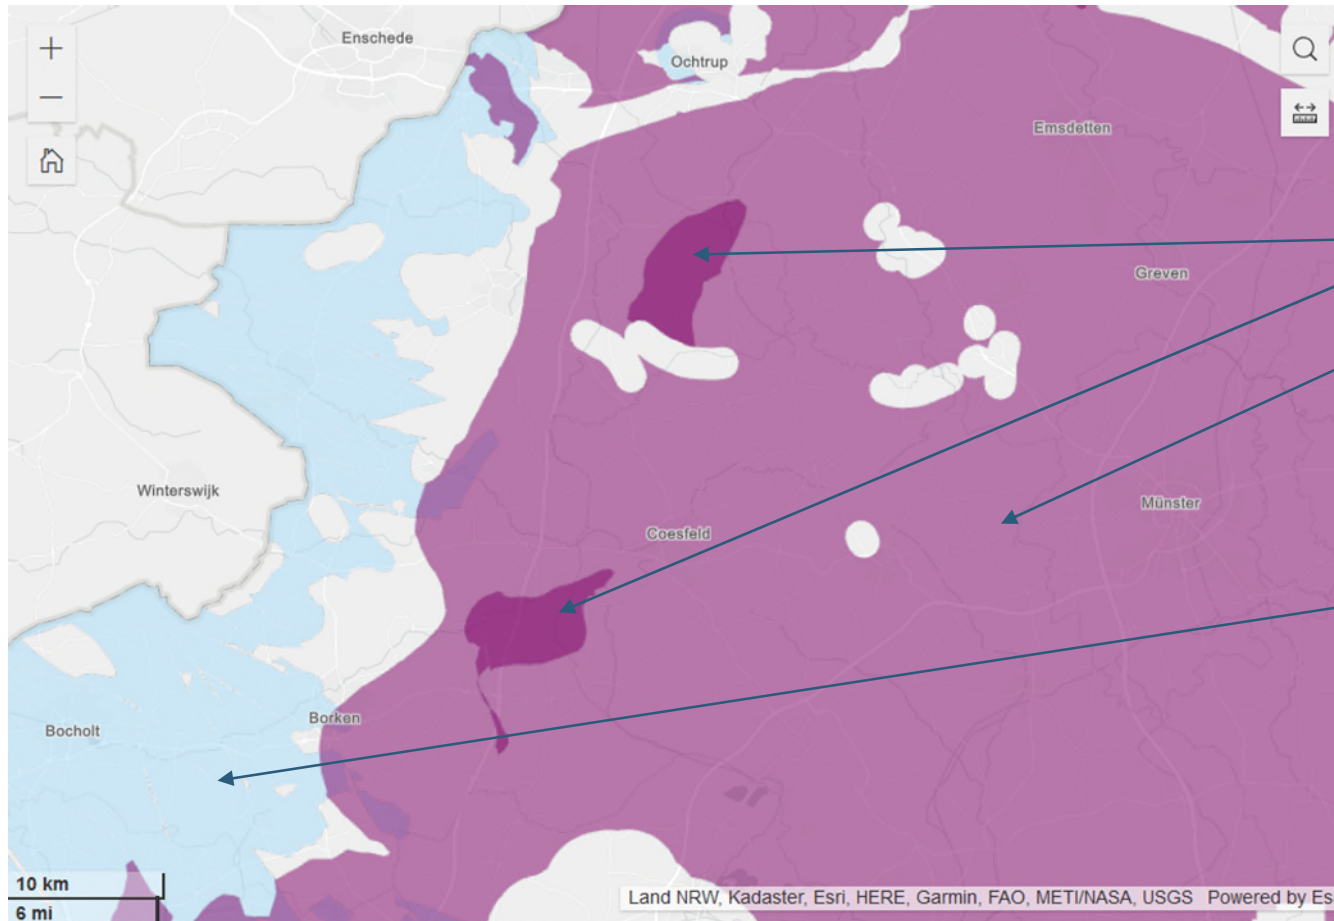 Enschede
Ochtrup
Emsdetten
Greven
Winterswijk
Münster
Coesfeld
Borken
Bocholt
10 km
6 mi
Land NRW, Kadaster, Esri, HERE, Garmin, FAO, METI/NASA, USGS Powered by Es